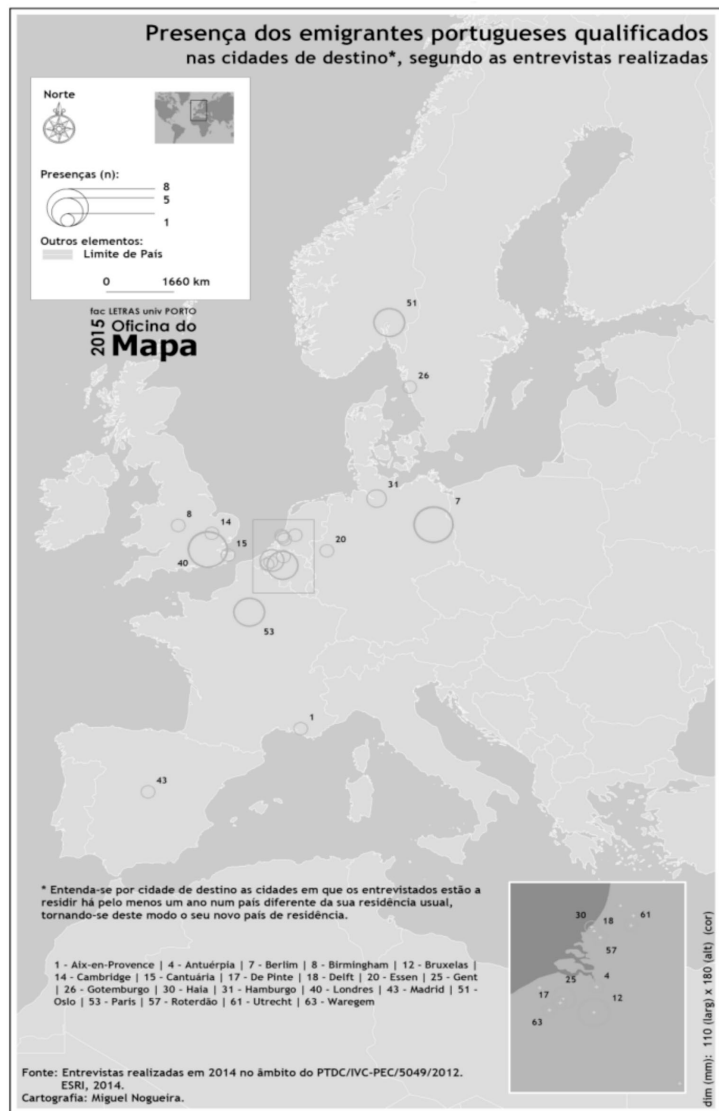 Presença dos emigrantes portugueses qualificados
nas cidades de destino*, segundo as entrevistas realizadas
Norte
Presenças (n):
8
5
1
Outros elementos:
Limite de País
0 1660 km
fac LETRAS univ PORTO
2015 Oficina do
Mapa
51
26
31
7
8
14
15
20
40
53
1
43
* Entenda-se por cidade de destino as cidades em que os entrevistados estão a
residir há pelo menos um ano num país diferente da sua residência usual,
tornando-se deste modo o seu novo país de residência.
1 - Aix-en-Provence | 4 - Antuérpia | 7 - Berlim | 8 - Birmingham | 12 - Bruxelas |
14 - Cambridge | 15 - Cantuária | 17 - De Pinte | 18 - Delft | 20 - Essen | 25 - Gent
| 26 - Gotemburgo | 30 - Haia | 31 - Hamburgo | 40 - Londres | 43 - Madrid | 51 -
Oslo | 53 - Paris | 57 - Roterdão | 61 - Utrecht | 63 - Waregem
30
18
61
57
4
25
17
12
63
Fonte: Entrevistas realizadas em 2014 no âmbito do PTDC/IVC-PEC/5049/2012.
ESRI, 2014.
Cartografia: Miguel Nogueira.
dim (mm): 110 (larg) x 180 (alt) (cor)